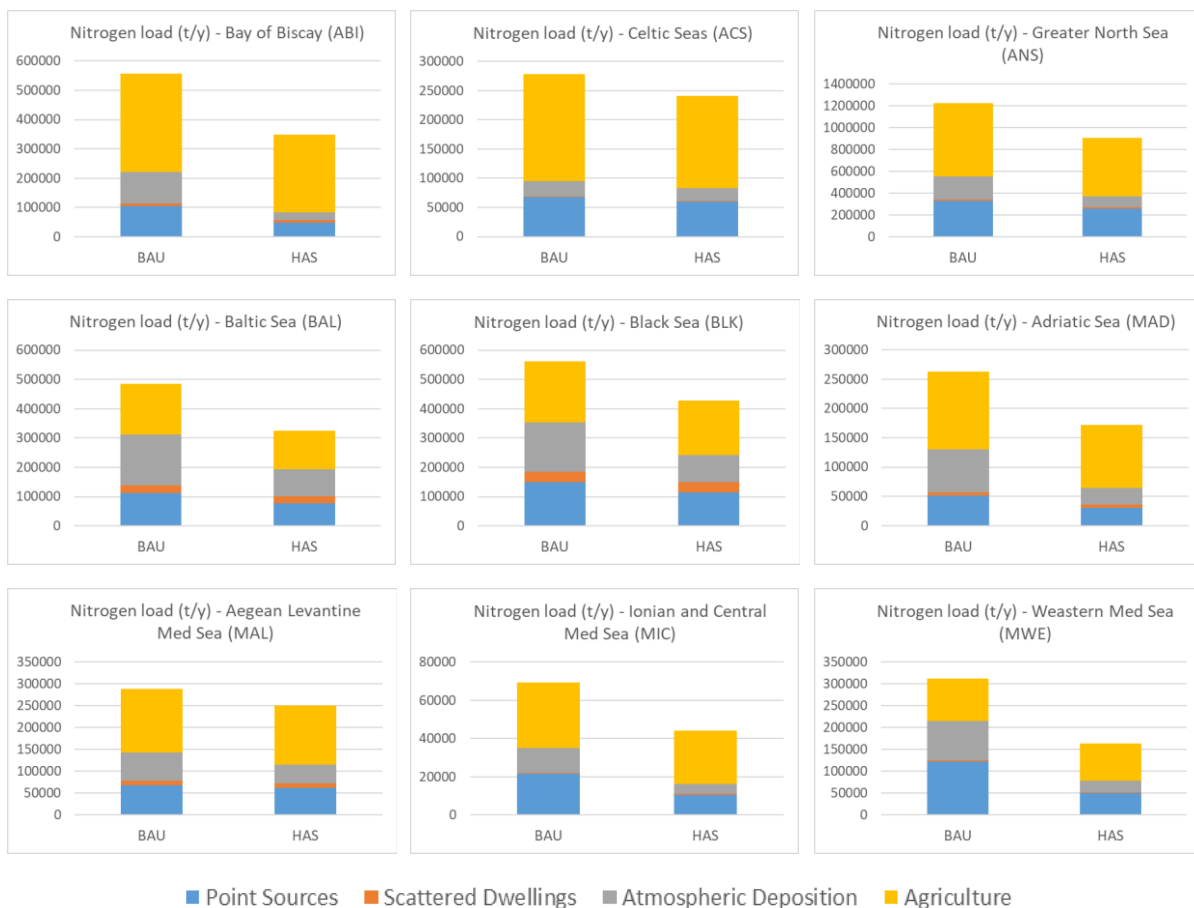 Nitrogen load (t/y) - Bay of Biscay (ABI)
600000
500000
400000
300000
200000
100000
0
BAU HAS
Nitrogen load (t/y) - Celtic Seas (ACS)
300000
250000
200000
150000
100000
50000
0
BAU HAS
Nitrogen load (t/y) - Greater North Sea
(ANS)
1400000
1200000
1000000
800000
600000
400000
200000
0
BAU HAS
Nitrogen load (t/y) - Baltic Sea (BAL)
600000
500000
400000
300000
200000
100000
0
BAU HAS
Nitrogen load (t/y) - Black Sea (BLK)
600000
500000
400000
300000
200000
100000
0
BAU HAS
Nitrogen load (t/y) - Adriatic Sea (MAD)
300000
250000
200000
150000
100000
50000
0
BAU HAS
Nitrogen load (t/y) - Aegean Levantine
Med Sea (MAL)
350000
300000
250000
200000
150000
100000
50000
0
BAU HAS
Nitrogen load (t/y) - Ionian and Central
Med Sea (MIC)
80000
60000
40000
20000
0
BAU HAS
Nitrogen load (t/y) - Weastern Med Sea
(MWE)
350000
300000
250000
200000
150000
100000
50000
0
BAU HAS
Point Sources Scattered Dwellings Atmospheric Deposition Agriculture